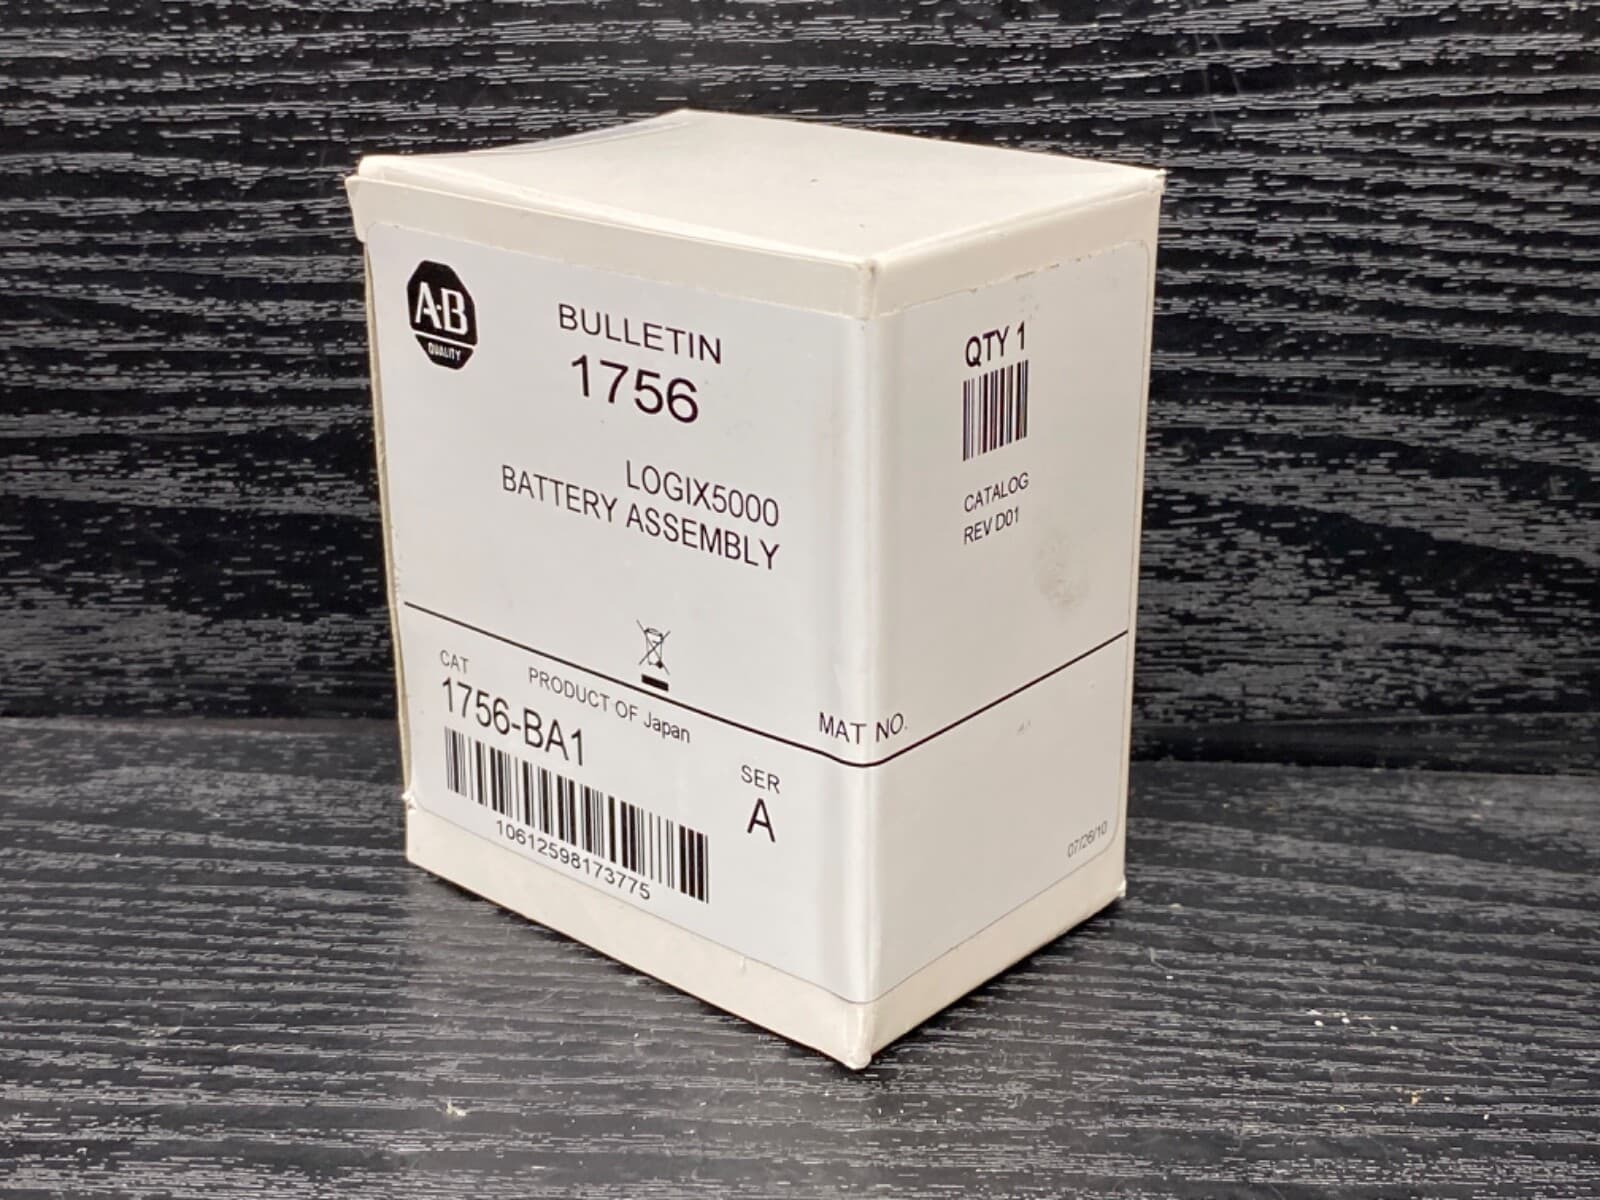 A-B
QUALITY
BULLETIN
1756
LOGIX5000
BATTERY ASSEMBLY
CAT
1756-BA1
PRODUCT OF Japan
10612598173775
SER
A
MAT NO.
QTY 1
CATALOG
REV D01
07/26/10